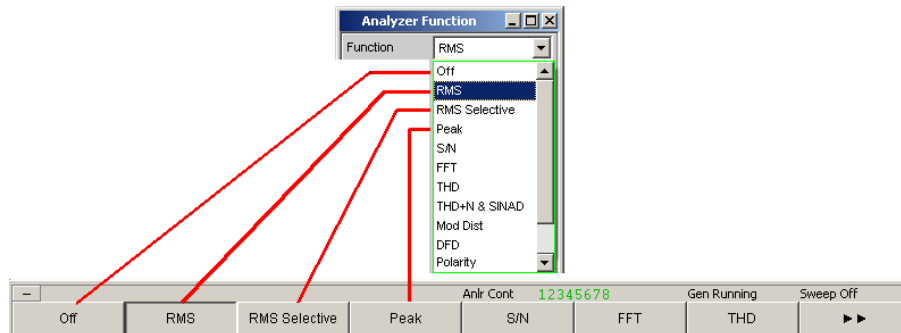 Analyzer Function
Function RMS
Off
RMS
RMS Selective
Peak
S/N
FFT
THD
THD+N & SINAD
Mod Dist
DFD
Polarity
Anlr Cont 12345678 Gen Running Sweep Off
Off RMS RMS Selective Peak S/N FFT THD